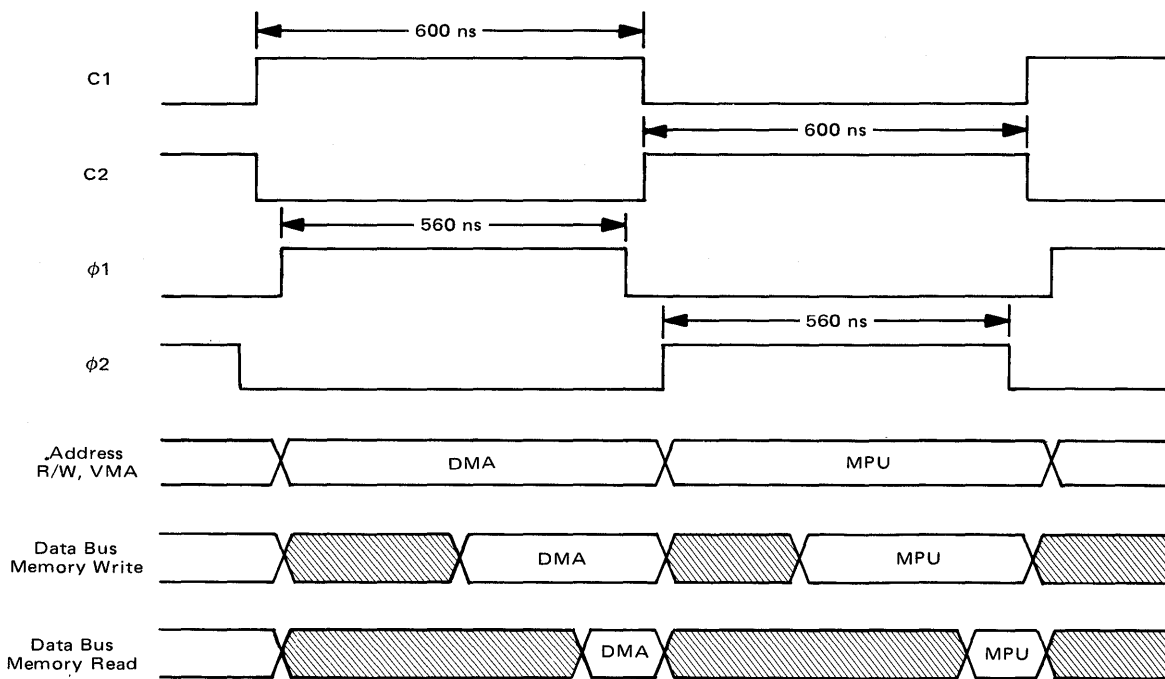 600 ns
C1
600 ns
C2
560 ns
ϕ1
560 ns
ϕ2
Address
R/W, VMA
DMA
MPU
Data Bus
Memory Write
DMA
MPU
Data Bus
Memory Read
DMA
MPU